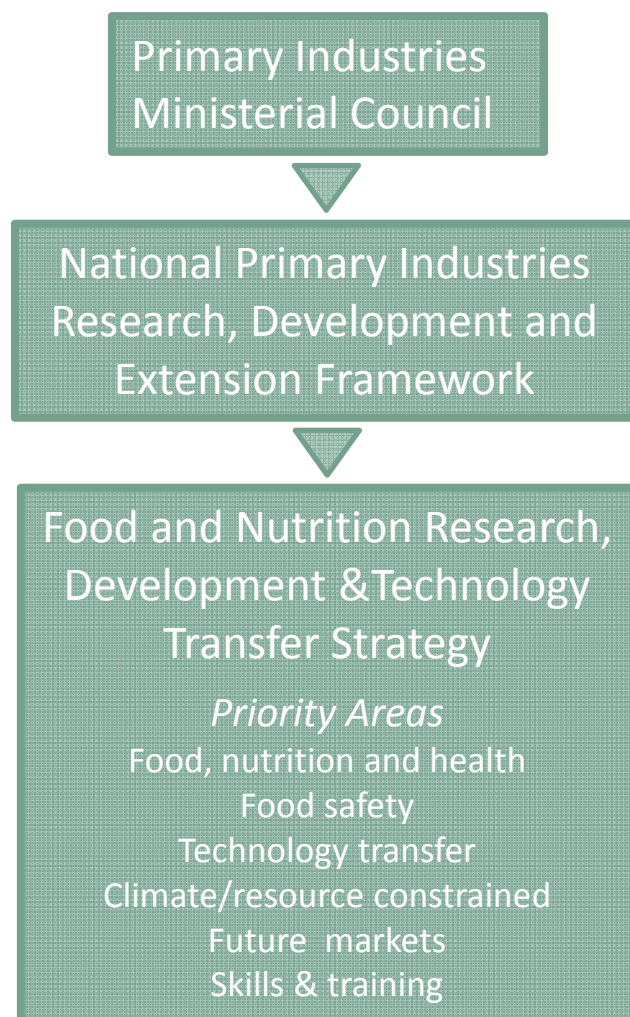 Primary Industries
Ministerial Council
National Primary Industries
Research, Development and
Extension Framework
Food and Nutrition Research,
Development &Technology
Transfer Strategy
Priority Areas
Food, nutrition and health
Food safety
Technology transfer
Climate/resource constrained
Future  markets
Skills & training